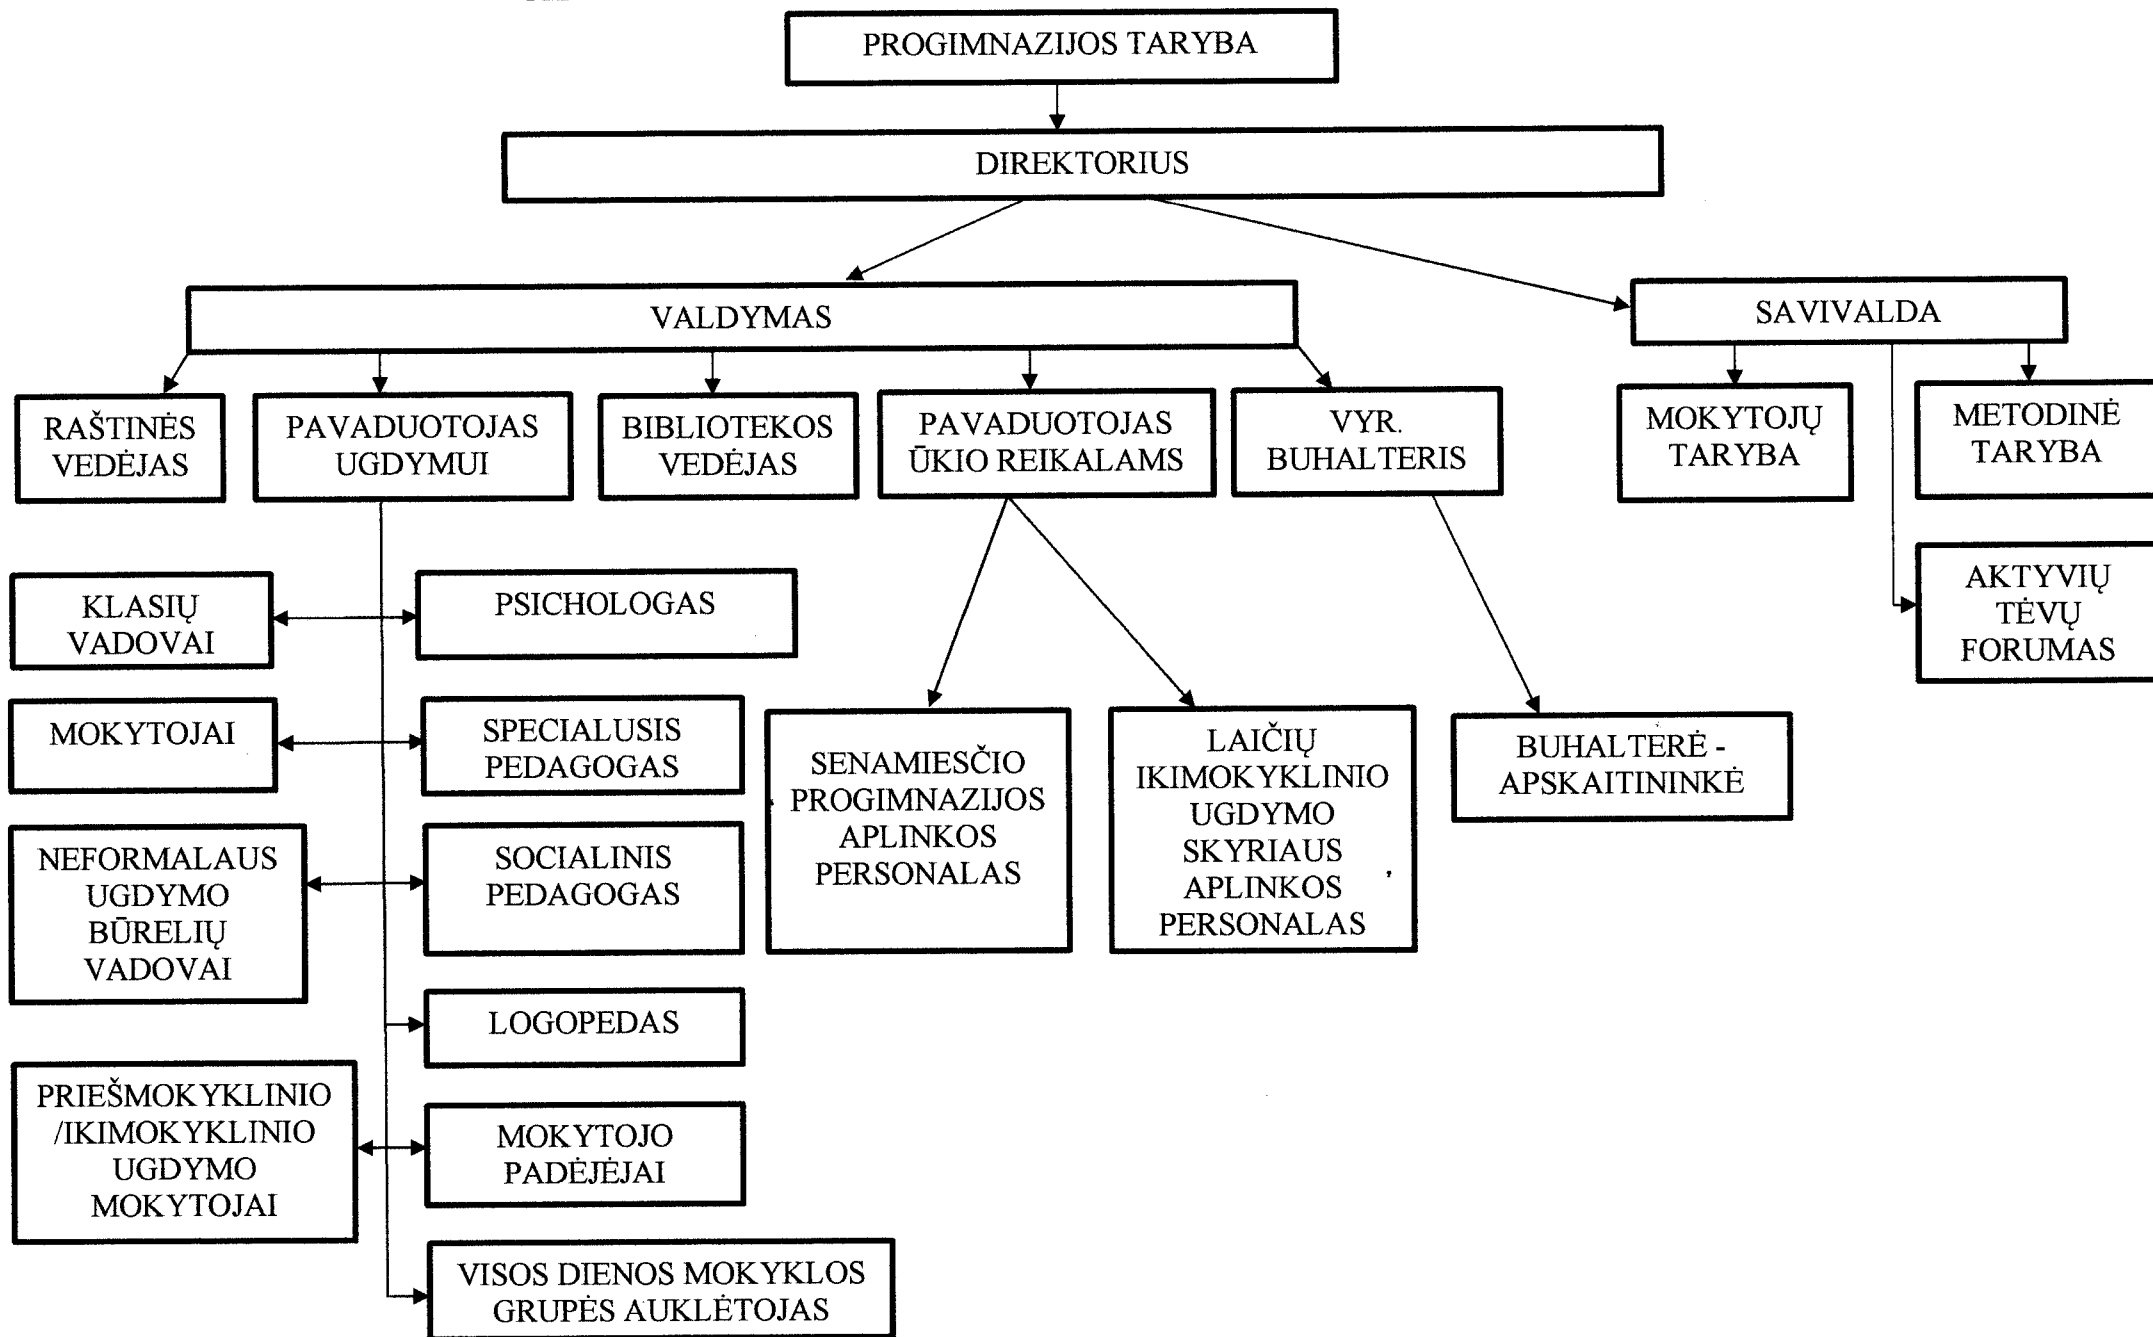 PROGIMNAZIJOS TARYBA
DIREKTORIUS
VALDYMAS
SAVIVALDA
RAŠTINĖS
VEDĖJAS
PAVADUOTOJAS
UGDYMUI
BIBLIOTEKOS
VEDĖJAS
PAVADUOTOJAS
ŪKIO REIKALAMS
VYR.
BUHALTERIS
MOKYTOJŲ
TARYBA
METODINĖ
TARYBA
AKTYVIŲ
TĖVŲ
FORUMAS
KLASIŲ
VADOVAI
PSICHOLOGAS
MOKYTOJAI
SPECIALUSIS
PEDAGOGAS
NEFORMALAUS
UGDYMO
BŪRELIŲ
VADOVAI
SOCIALINIS
PEDAGOGAS
LOGOPEDAS
PRIEŠMOKYKLINIO
/IKIMOKYKLINIO
UGDYMO
MOKYTOJAI
MOKYTOJO
PADĖJĖJAI
VISOS DIENOS MOKYKLOS
GRUPĖS AUKLĖTOJAS
SENAMIESČIO
PROGIMNAZIJOS
APLINKOS
PERSONALAS
LAIČIŲ
IKIMOKYKLINIO
UGDYMO
SKYRIAUS
APLINKOS
PERSONALAS
BUHALTERĖ -
APSKAITININKĖ